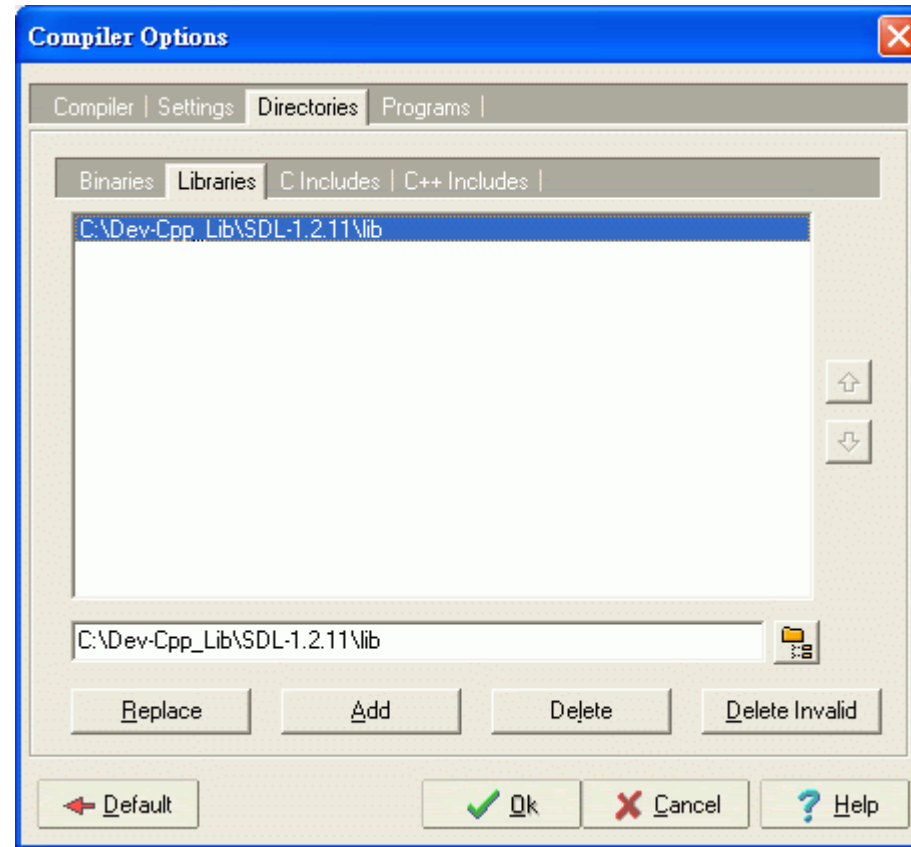 Compiler Options
Compiler | Settings Directories Programs |
Binaries Libraries C Includes | C++ Includes |
C:\Dev-Cpp_Lib\SDL-1.2.11\lib
C:\Dev-Cpp_Lib\SDL-1.2.11\lib
Replace Add Delete Delete Invalid
Default Ok Cancel Help